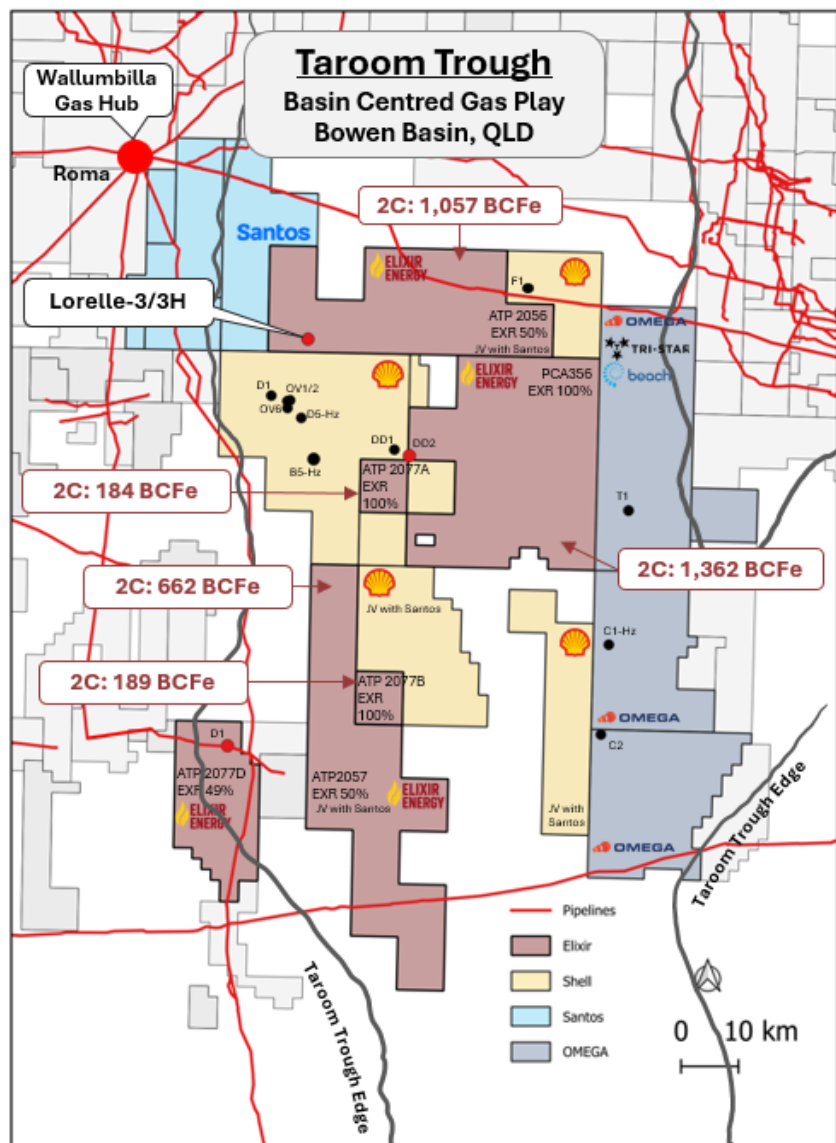 Taroom Trough
Basin Centred Gas Play
Bowen Basin, QLD
Wallumbilla
Gas Hub
Roma
Santos
2C: 1,057 BCFe
ELIXIR
ENERGY
F1
ATP 2056
EXR 50%
JV with Santos
Lorelle-3/3H
OMEGA
TRI-STAR
beach
ELIXIR
ENERGY
PCA356
EXR 100%
D1
OV1/2
OV6
D5-Hz
B5-Hz
DD1
DD2
ATP 2077A
EXR
100%
2C: 184 BCFe
T1
2C: 1,362 BCFe
2C: 662 BCFe
JV with Santos
C1-Hz
2C: 189 BCFe
ATP 2077B
EXR
100%
OMEGA
C2
D1
ATP 2077D
EXR 49%
ELIXIR
ENERGY
ATP2057
EXR 50%
JV with Santos
ELIXIR
ENERGY
JV with
Santos
OMEGA
Taroom Trough Edge
Taroom Trough Edge
Pipelines
Elixir
Shell
Santos
OMEGA
0 10 km